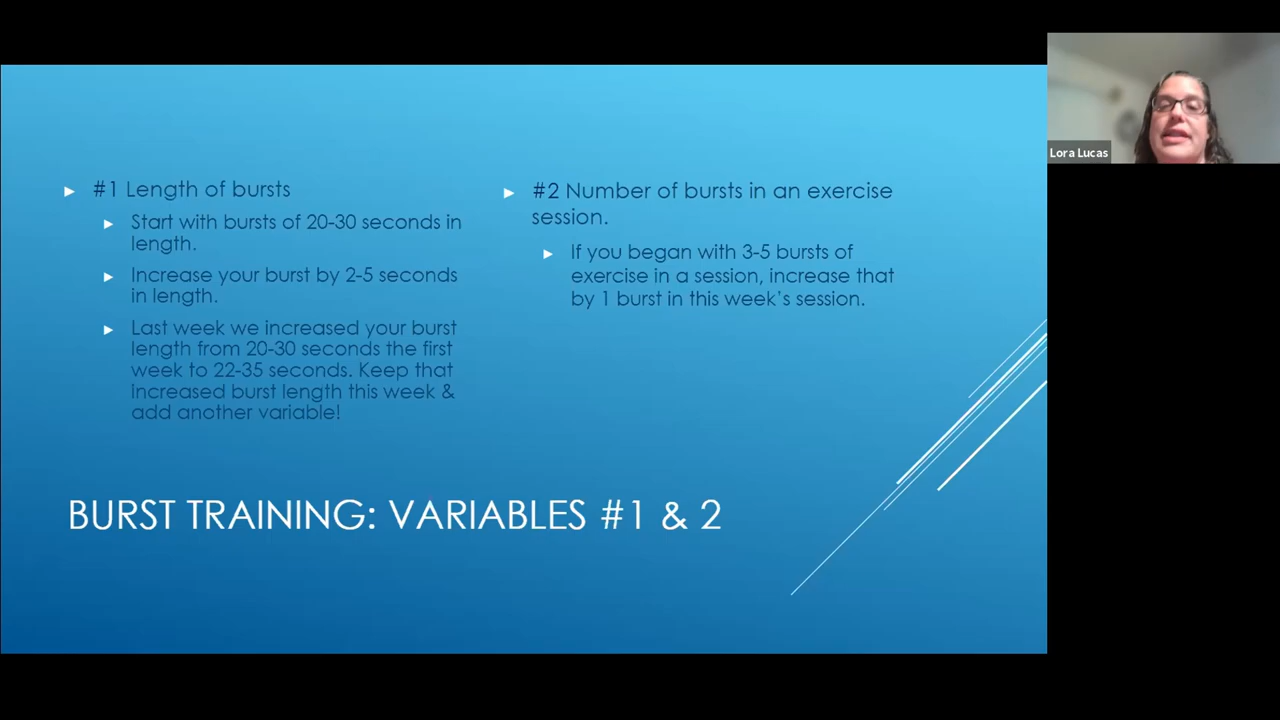 #1 Length of bursts
Start with bursts of 20-30 seconds in
length.
Increase your burst by 2-5 seconds
in length.
Last week we increased your burst
length from 20-30 seconds the first
week to 22-35 seconds. Keep that
increased burst length this week &
add another variable!
#2 Number of bursts in an exercise
session.
If you began with 3-5 bursts of
exercise in a session, increase that
by 1 burst in this week's session.
BURST TRAINING: VARIABLES #1 & 2
Lora Lucas